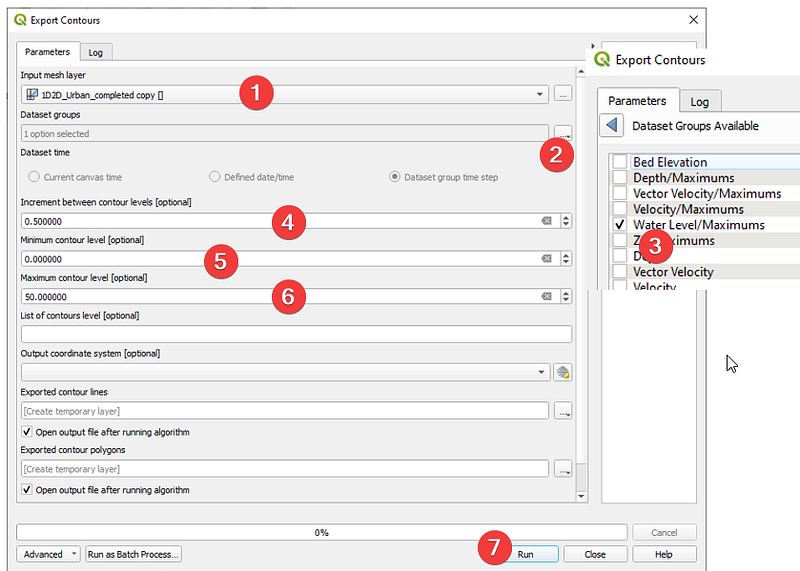 Export Contours
Parameters
Log
Input mesh layer
1D2D_Urban_completed copy []
1
...
Dataset groups
1 option selected
...
2
Dataset time
Current canvas time
Defined date/time
Dataset group time step
Increment between contour levels [optional]
0.500000
4
Minimum contour level [optional]
0.000000
5
Maximum contour level [optional]
50.000000
6
List of contours level [optional]
Output coordinate system [optional]
Exported contour lines
[Create temporary layer]
...
Open output file after running algorithm
Exported contour polygons
[Create temporary layer]
...
Open output file after running algorithm
0%
Cancel
Advanced
Run as Batch Process...
7
Run
Close
Help
Export Contours
Parameters
Log
Dataset Groups Available
Bed Elevation
Depth/Maximums
Vector Velocity/Maximums
Velocity/Maximums
Water Level/Maximums
3
Vector Velocity
Velocity